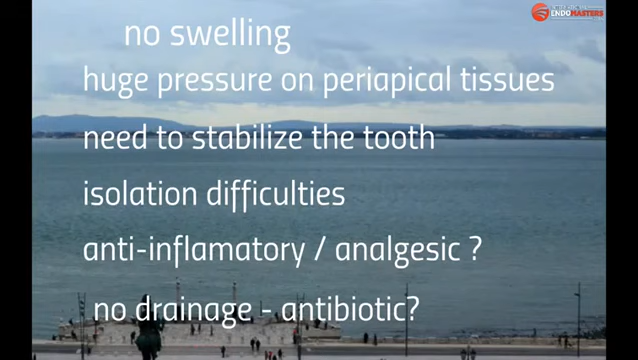 ENDOMASTERS
no swelling
huge pressure on periapical tissues
need to stabilize the tooth
isolation difficulties
anti-inflamatory / analgesic ?
no drainage - antibiotic?